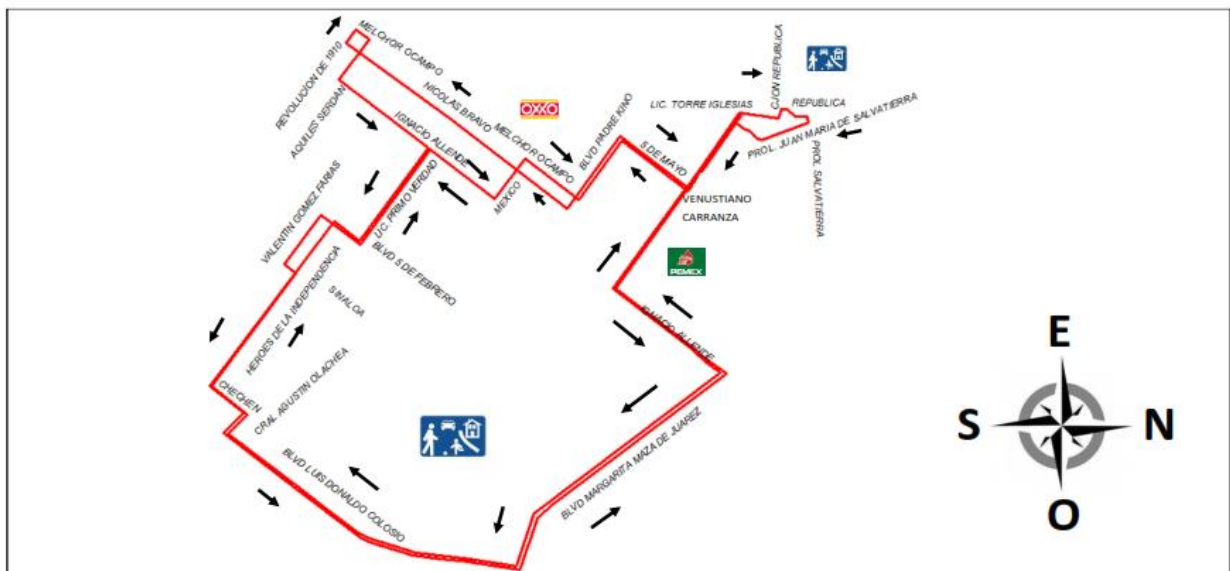 MELCHOR OCAMPO
REVOLUCION DE 1910
AQUILES SERDAN
NICOLAS BRAVO
IGNACIO ALLENDE
MELCHOR OCAMPO
OXXO
BLVD PADRE KINO
MEXICO
5 DE MAYO
LIC. TORRE IGLESIAS
CJON REPUBLICA
REPUBLICA
PROL. JUAN MARIA DE SALVATIERRA
PROL SALVATIERRA
VENUSTIANO
CARRANZA
PEMEX
VALENTIN GOMEZ FARIAS
LIC. PRIMO VERDAD
BLVD 5 DE FEBRERO
HEROES DE LA INDEPENDENCIA
SINALOA
CHECHEN
CRAL AGUSTIN OLACHEA
BLVD LUIS DONALDO COLOSIO
IGNACIO ALLENDE
BLVD MARGARITA MAZA DE JUAREZ
E
S
N
O